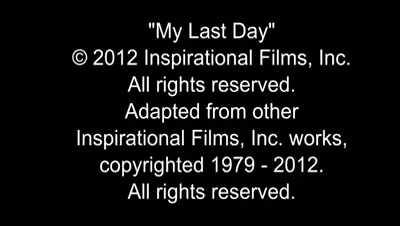 "My Last Day"
© 2012 Inspirational Films, Inc.
All rights reserved.
Adapted from other
Inspirational Films, Inc. works,
copyrighted 1979 - 2012.
All rights reserved.